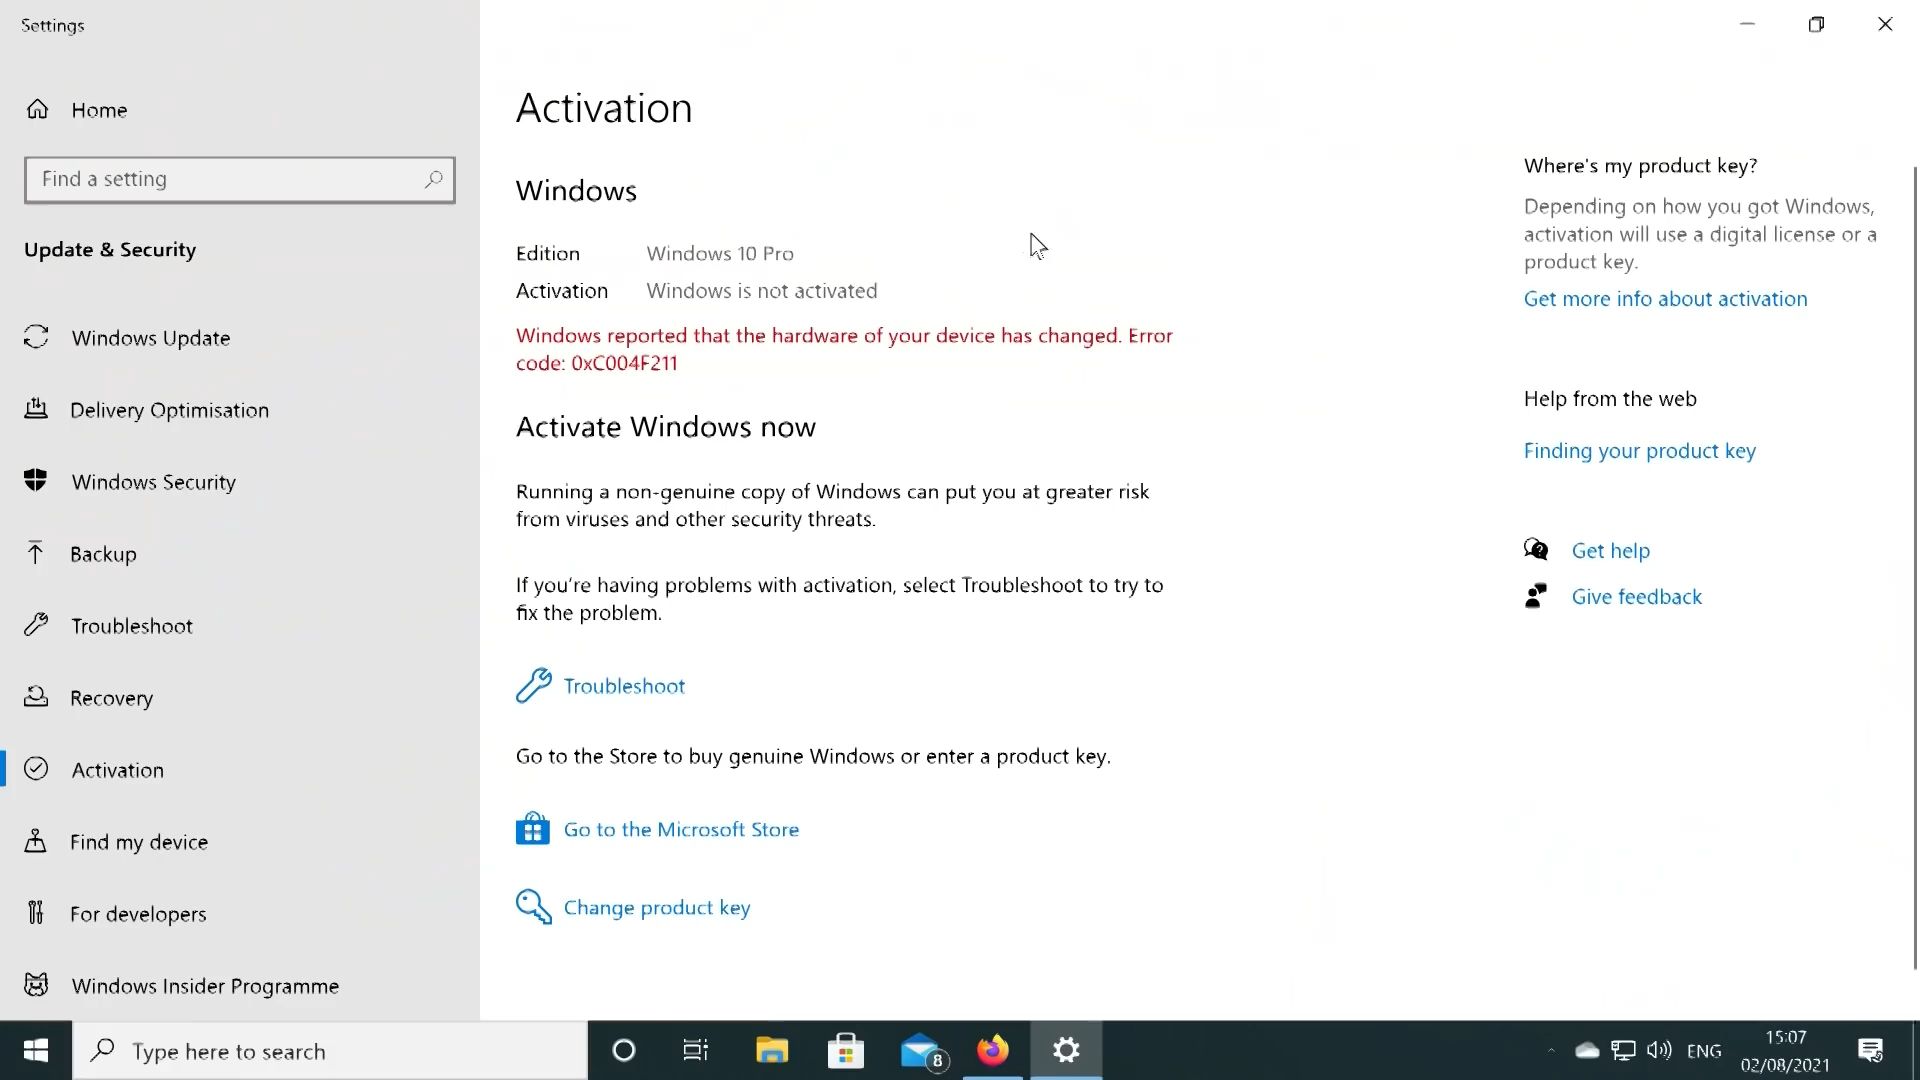 Settings
Home
Find a setting
Update & Security
Windows Update
Delivery Optimisation
Windows Security
Backup
Troubleshoot
Recovery
Activation
Find my device
For developers
Windows Insider Programme
Activation
Windows
Edition Windows 10 Pro
Activation Windows is not activated
Windows reported that the hardware of your device has changed. Error
code: 0xC004F211
Activate Windows now
Running a non-genuine copy of Windows can put you at greater risk
from viruses and other security threats.
If you're having problems with activation, select Troubleshoot to try to
fix the problem.
Troubleshoot
Go to the Store to buy genuine Windows or enter a product key.
Go to the Microsoft Store
Change product key
Where's my product key?
Depending on how you got Windows,
activation will use a digital license or a
product key.
Get more info about activation
Help from the web
Finding your product key
Get help
Give feedback
Type here to search
8
ENG
15:07
02/08/2021